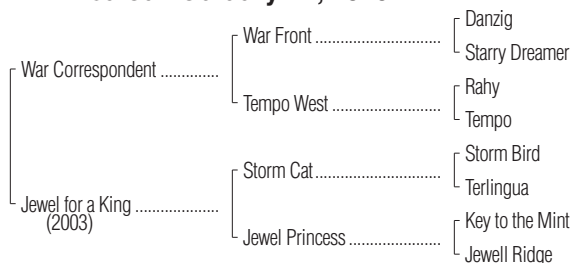 Danzig
War Front
Starry Dreamer
War Correspondent
Rahy
Tempo West
Tempo
Storm Bird
Storm Cat
Terlingua
Jewel for a King
(2003)
Key to the Mint
Jewel Princess
Jewell Ridge